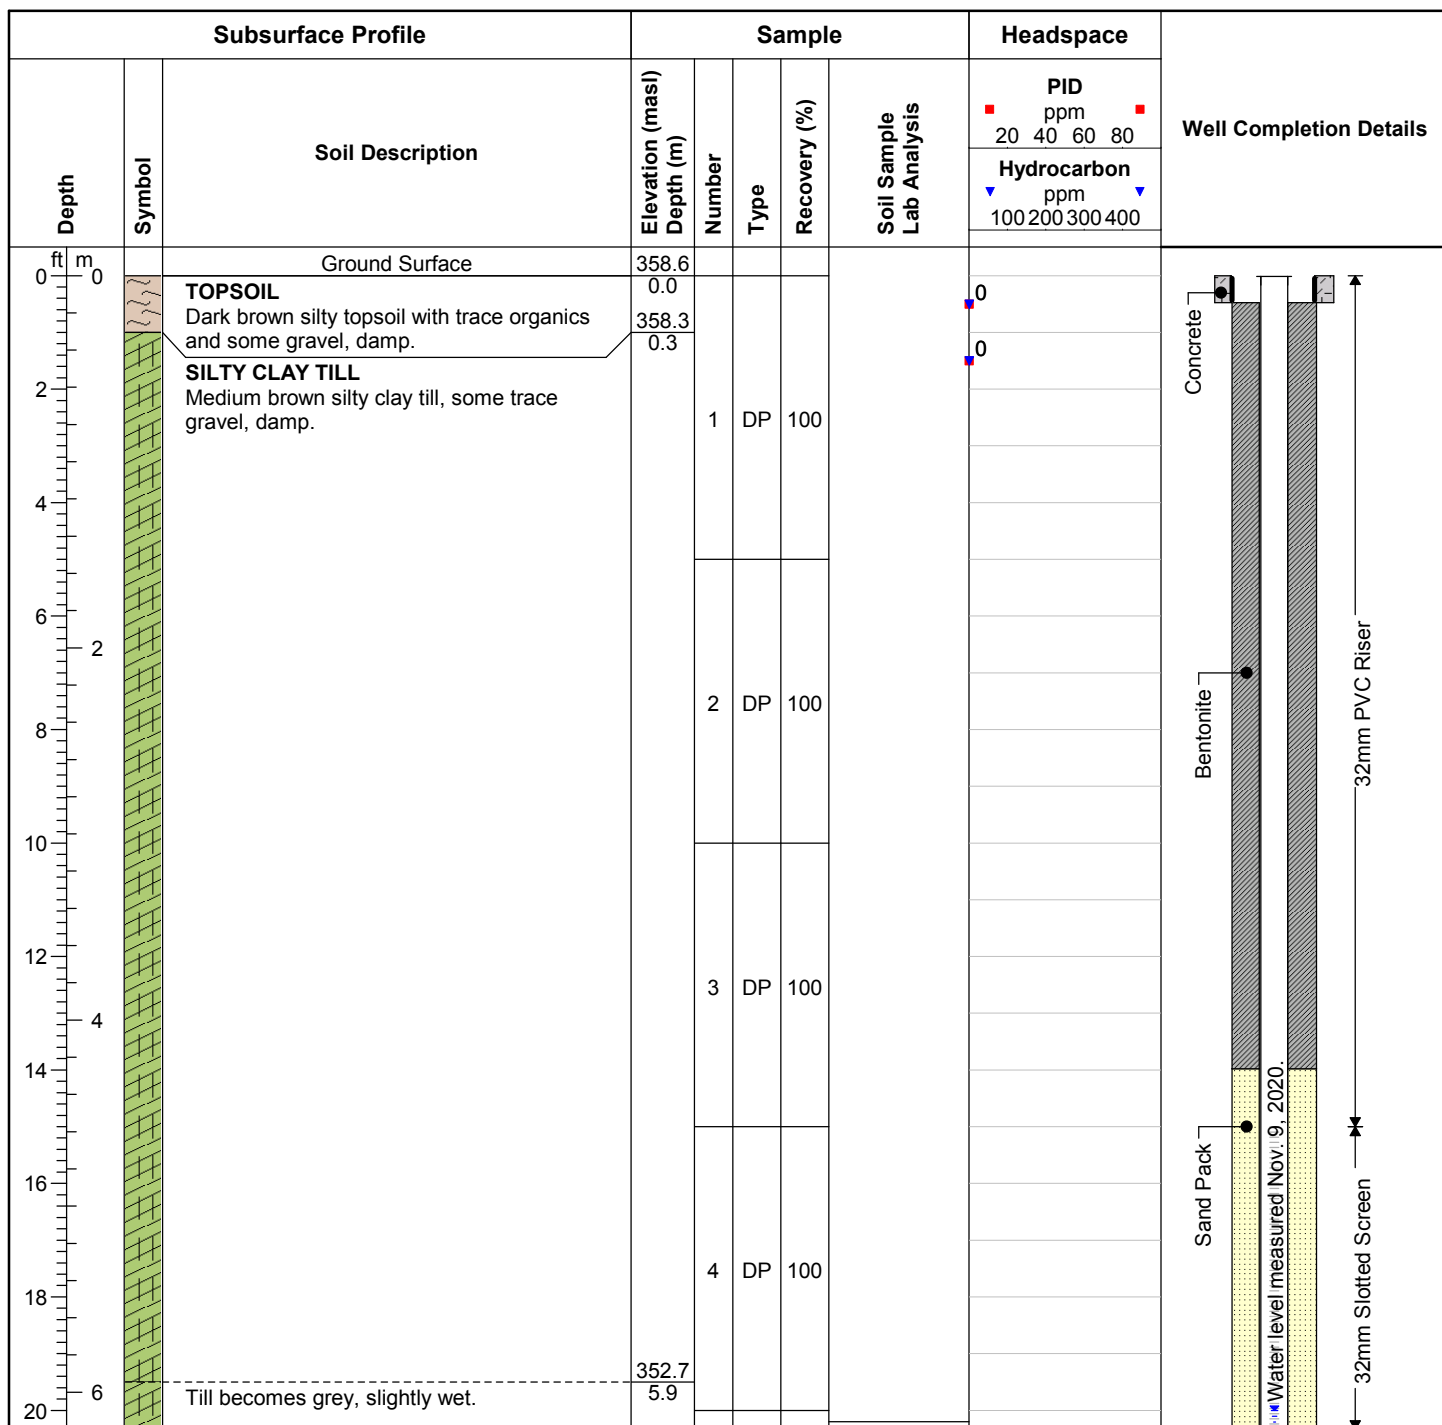 Subsurface Profile
Sample
Headspace
Well Completion Details
Depth
Symbol
Soil Description
Elevation (masl)
Depth (m)
Number
Type
Recovery (%)
Soil Sample
Lab Analysis
PID
ppm
20 40 60 80
Hydrocarbon
ppm
100 200 300 400
ft m
0 0
Ground Surface
358.6
0.0
TOPSOIL
Dark brown silty topsoil with trace organics
and some gravel, damp.
358.3
0.3
0
0
SILTY CLAY TILL
Medium brown silty clay till, some trace
gravel, damp.
1 DP 100
2
4
6
2
2 DP 100
8
10
12
3 DP 100
4
14
16
4 DP 100
18
352.7
5.9
Till becomes grey, slightly wet.
6
20
Concrete
Bentonite
32mm PVC Riser
Sand Pack
Water level measured Nov. 9, 2020.
32mm Slotted Screen